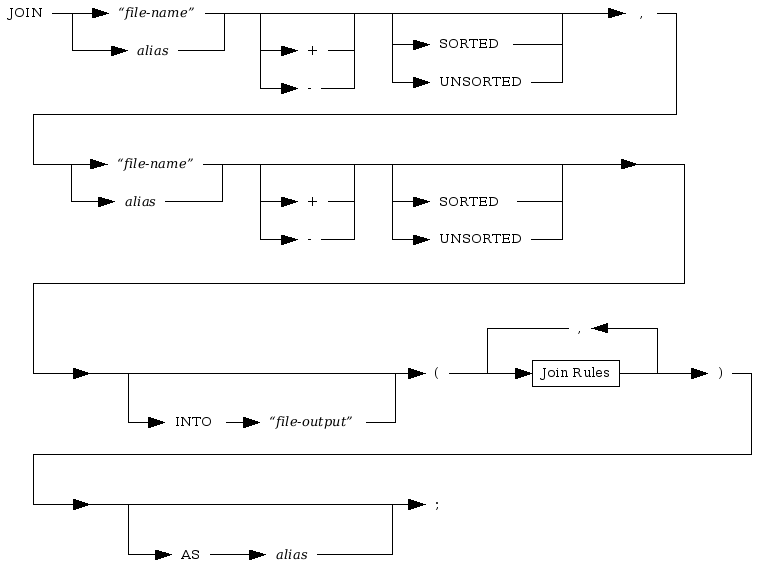 JOIN “file-name” ,
alias + SORTED
- UNSORTED
“file-name”
alias + SORTED
- UNSORTED
,
( Join Rules )
INTO “file-output”
;
AS alias